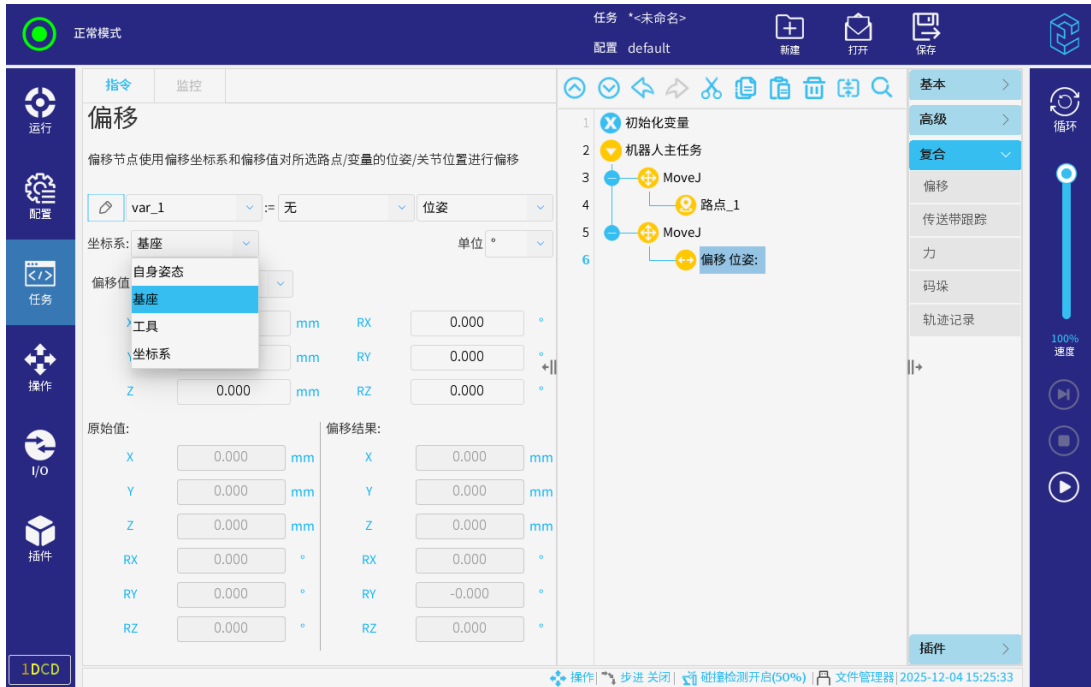 正常模式
任务 *<未命名>
配置 default
新建
打开
保存
运行
配置
任务
操作
I/O
插件
1DCD
指令 监控
偏移
偏移节点使用偏移坐标系和偏移值对所选路点/变量的位姿/关节位置进行偏移
var_1 := 无 位姿
坐标系: 基座 单位 °
自身姿态
基座
工具
坐标系
偏移值
mm RX 0.000 °
mm RY 0.000 °
Z 0.000 mm RZ 0.000 °
原始值: 偏移结果:
X 0.000 mm X 0.000 mm
Y 0.000 mm Y 0.000 mm
Z 0.000 mm Z 0.000 mm
RX 0.000 ° RX 0.000 °
RY 0.000 ° RY -0.000 °
RZ 0.000 ° RZ 0.000 °
1 初始化变量
2 机器人主任务
3 MoveJ
4 路点_1
5 MoveJ
6 偏移 位姿:
基本
高级
复合
偏移
传送带跟踪
力
码垛
轨迹记录
插件
循环
100%
速度
操作| 步进 关闭| 碰撞检测开启(50%) | 文件管理器| 2025-12-04 15:25:33